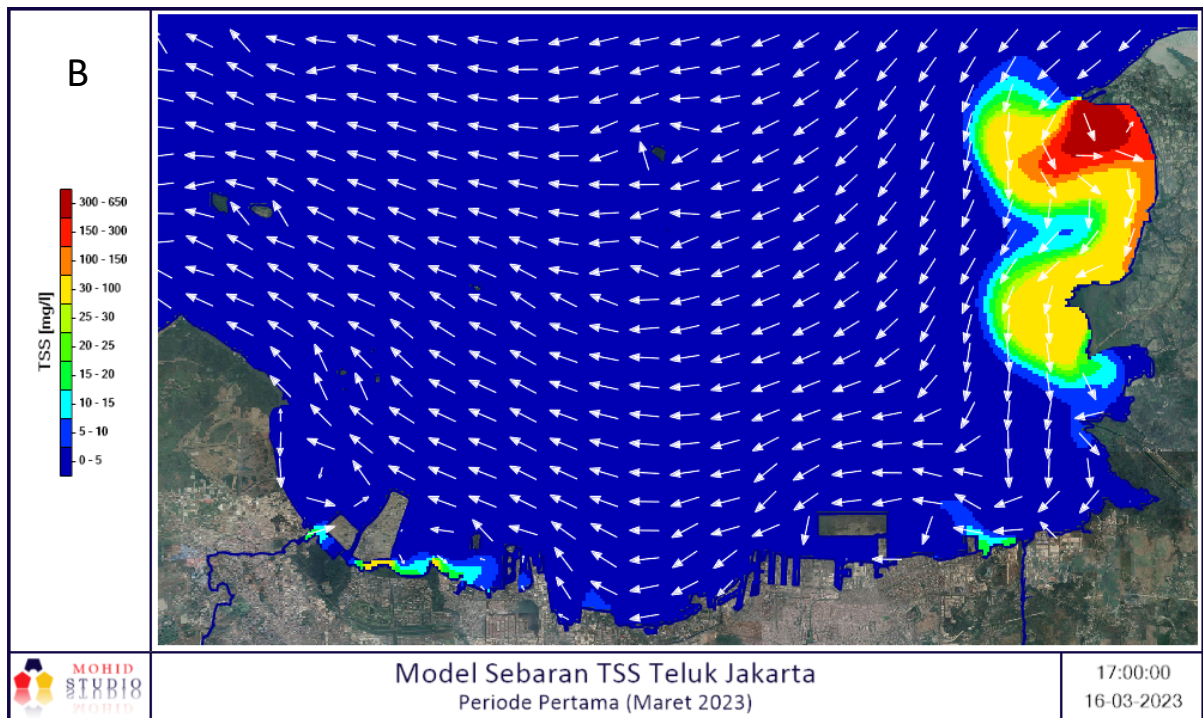 B
TSS [mg/l]
300 - 650
150 - 300
100 - 150
30 - 100
25 - 30
20 - 25
15 - 20
10 - 15
5 - 10
0 - 5
MOHID
STUDIO
Model Sebaran TSS Teluk Jakarta
Periode Pertama (Maret 2023)
17:00:00
16-03-2023